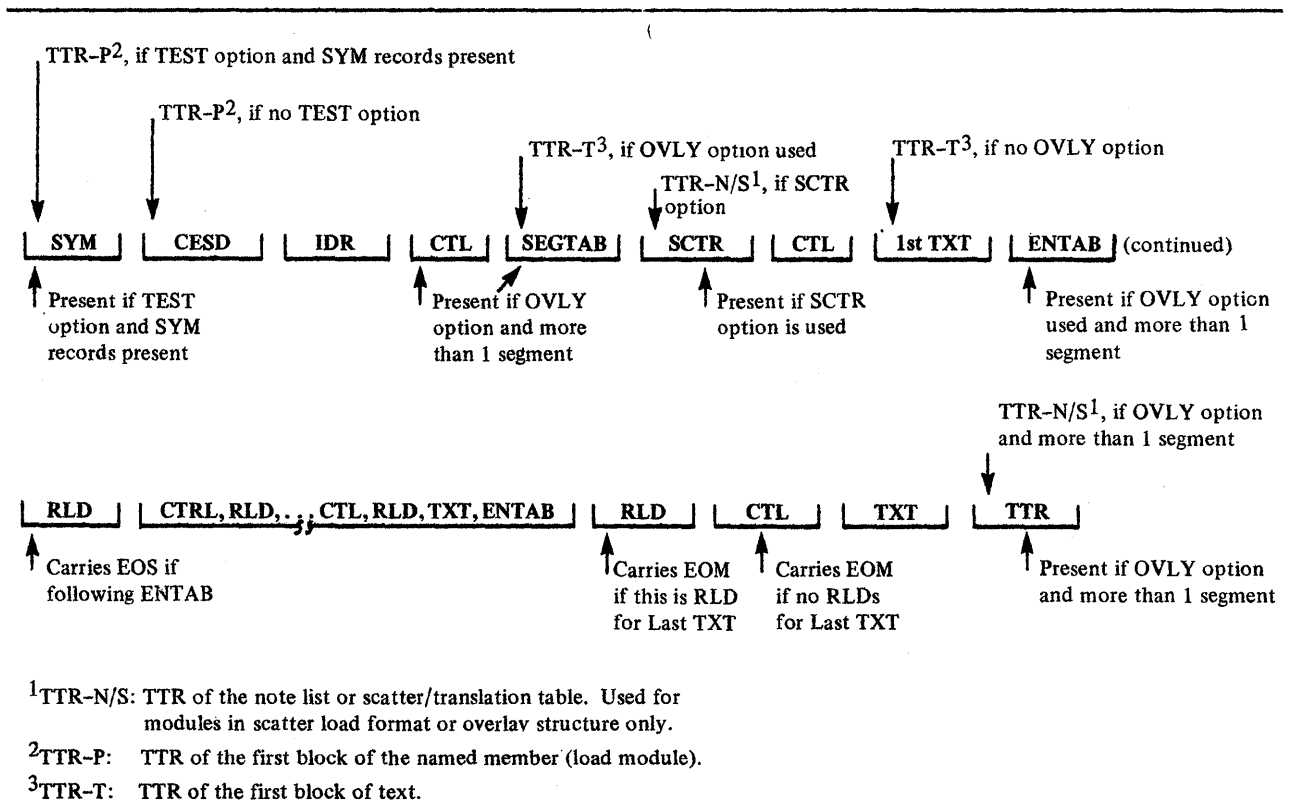 TTR-P2, if TEST option and SYM records present
TTR-P2, if no TEST option
TTR-T3, if OVLY option used
TTR-T3, if no OVLY option
TTR-N/S1, if SCTR
option
SYM CESD IDR CTL SEGTAB SCTR CTL 1st TXT ENTAB (continued)
Present if TEST
option and SYM
records present
Present if OVLY
option and more
than 1 segment
Present if SCTR
option is used
Present if OVLY option
used and more than 1
segment
TTR-N/S1, if OVLY option
and more than 1 segment
RLD CTRL, RLD, . . , CTL, RLD, TXT, ENTAB RLD CTL TXT TTR
Carries EOS if
following ENTAB
Carries EOM
if this is RLD
for Last TXT
Carries EOM
if no RLDs
for Last TXT
Present if OVLY option
and more than 1 segment
1TTR-N/S: TTR of the note list or scatter/translation table. Used for
modules in scatter load format or overlay structure only.
2TTR-P: TTR of the first block of the named member (load module).
3TTR-T: TTR of the first block of text.